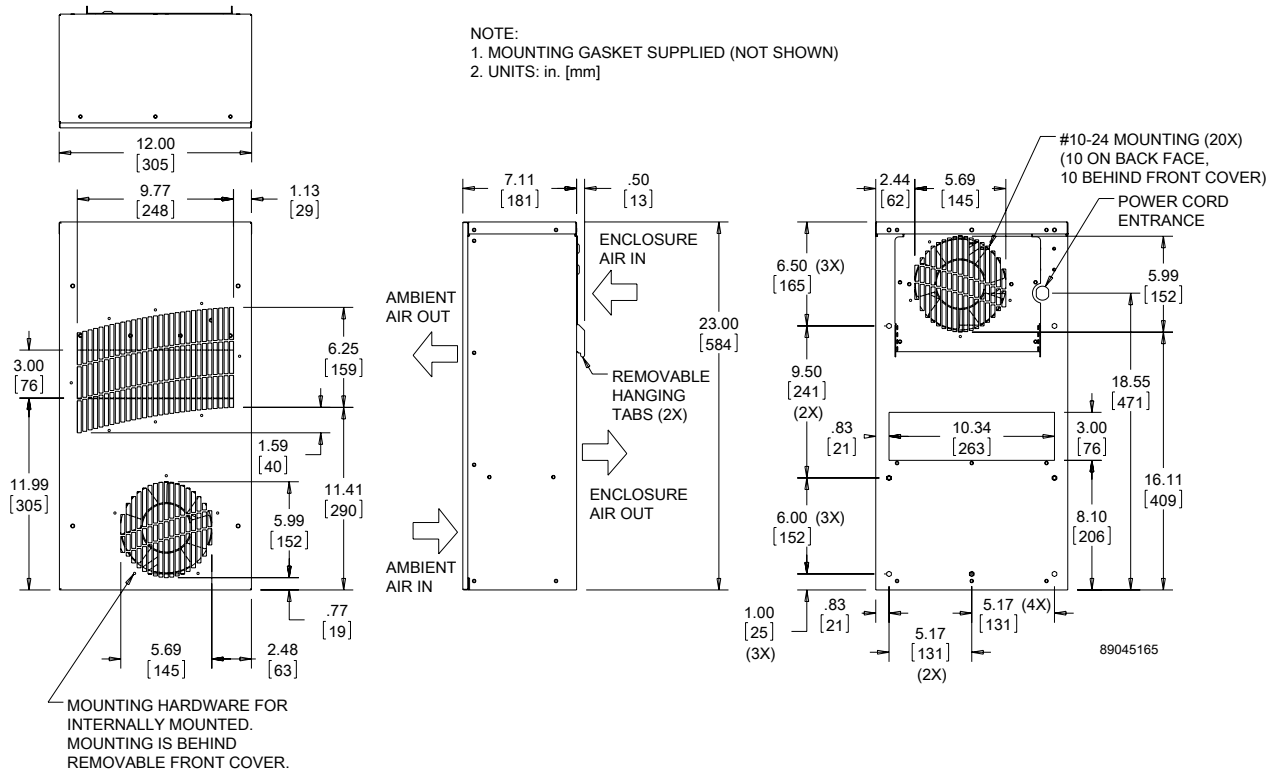 NOTE:
1. MOUNTING GASKET SUPPLIED (NOT SHOWN)
2. UNITS: in. [mm]
12.00
[305]
9.77
[248]
1.13
[29]
3.00
[76]
11.99
[305]
6.25
[159]
1.59
[40]
11.41
[290]
5.99
[152]
.77
[19]
5.69
[145]
2.48
[63]
MOUNTING HARDWARE FOR
INTERNALLY MOUNTED.
MOUNTING IS BEHIND
REMOVABLE FRONT COVER.
7.11
[181]
.50
[13]
ENCLOSURE
AIR IN
AMBIENT
AIR OUT
23.00
[584]
REMOVABLE
HANGING
TABS (2X)
ENCLOSURE
AIR OUT
AMBIENT
AIR IN
#10-24 MOUNTING (20X)
(10 ON BACK FACE,
10 BEHIND FRONT COVER)
POWER CORD
ENTRANCE
2.44
[62]
5.69
[145]
6.50 (3X)
[165]
5.99
[152]
9.50
[241]
(2X)
18.55
[471]
.83
[21]
10.34
[263]
3.00
[76]
16.11
[409]
8.10
[206]
6.00 (3X)
[152]
1.00
[25]
(3X)
.83
[21]
5.17 (4X)
[131]
5.17
[131]
(2X)
89045165